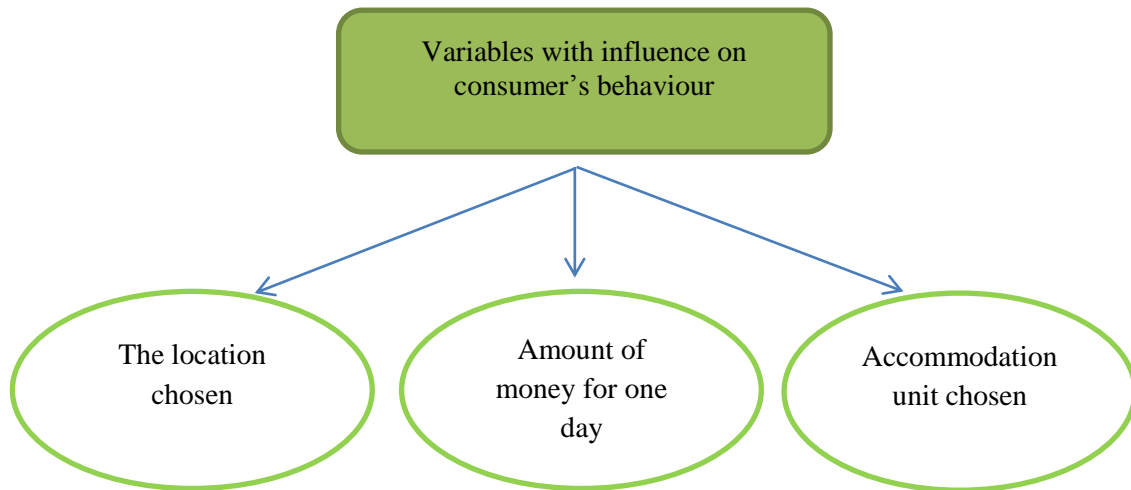 Variables with influence on
consumer’s behaviour
The location
chosen
Amount of
money for one
day
Accommodation
unit chosen